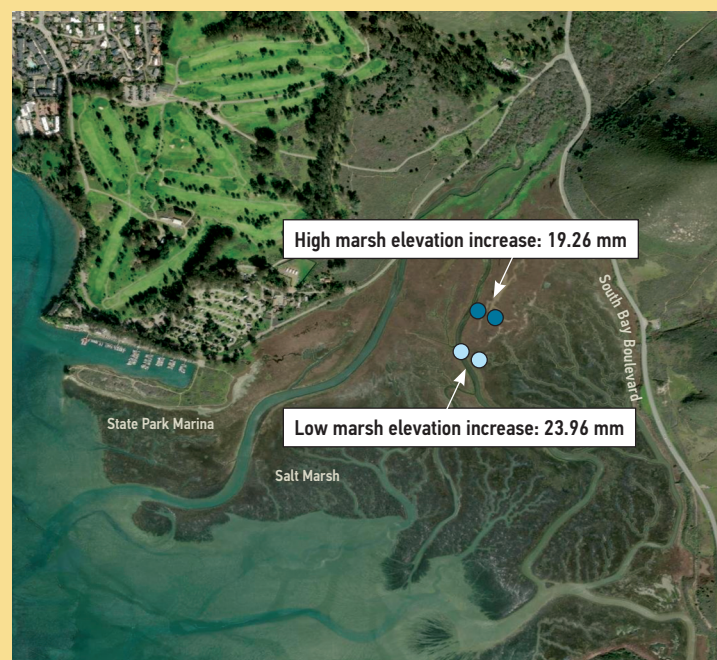 High marsh elevation increase: 19.26 mm
South Bay Boulevard
Low marsh elevation increase: 23.96 mm
State Park Marina
Salt Marsh